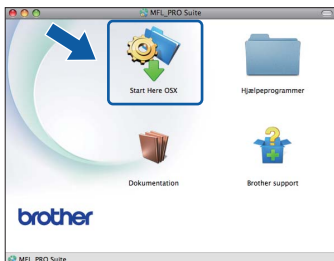 MFL_PRO Suite
Start Here OSX
Hjælpeprogrammer
Dokumentation
Brother support
brother
MFL_PRO Suite